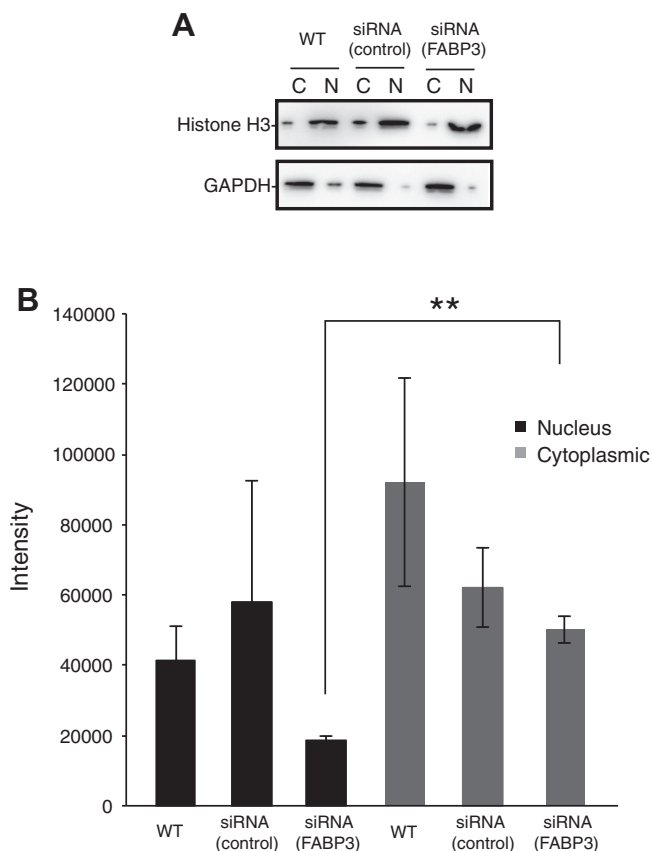 A
WT
siRNA
(control)
siRNA
(FABP3)
C N C N C N
Histone H3-
GAPDH-
B
140000
120000
100000
80000
60000
40000
20000
0
Intensity
**
Nucleus
Cytoplasmic
WT
siRNA
(control)
siRNA
(FABP3)
WT
siRNA
(control)
siRNA
(FABP3)